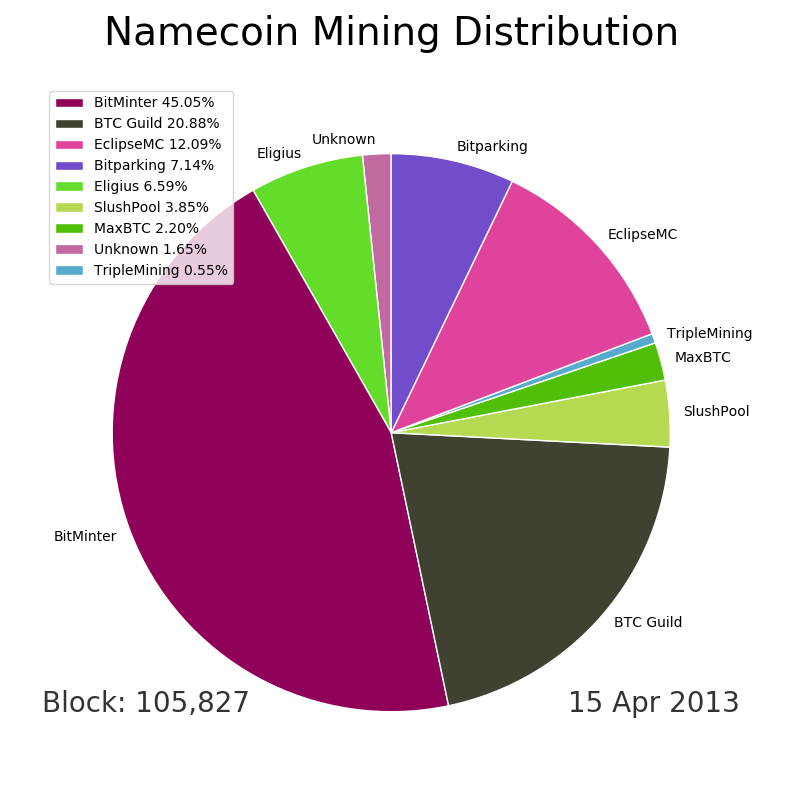 Namecoin Mining Distribution
BitMinter 45.05%
BTC Guild 20.88%
EclipseMC 12.09%
Bitparking 7.14%
Eligius 6.59%
SlushPool 3.85%
MaxBTC 2.20%
Unknown 1.65%
TripleMining 0.55%
Unknown
Eligius
Bitparking
EclipseMC
TripleMining
MaxBTC
SlushPool
BitMinter
BTC Guild
Block: 105,827
15 Apr 2013